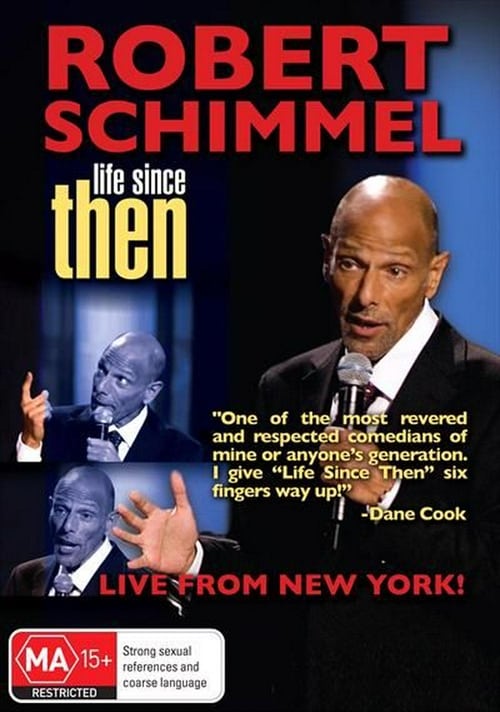 ROBERT
SCHIMMEL
life since
then
"One of the most revered
and respected comedians of
mine or anyone's generation.
I give “Life Since Then” six
fingers way up!”
-Dane Cook
LIVE FROM NEW YORK!
MA 15+
RESTRICTED
Strong sexual
references and
coarse language